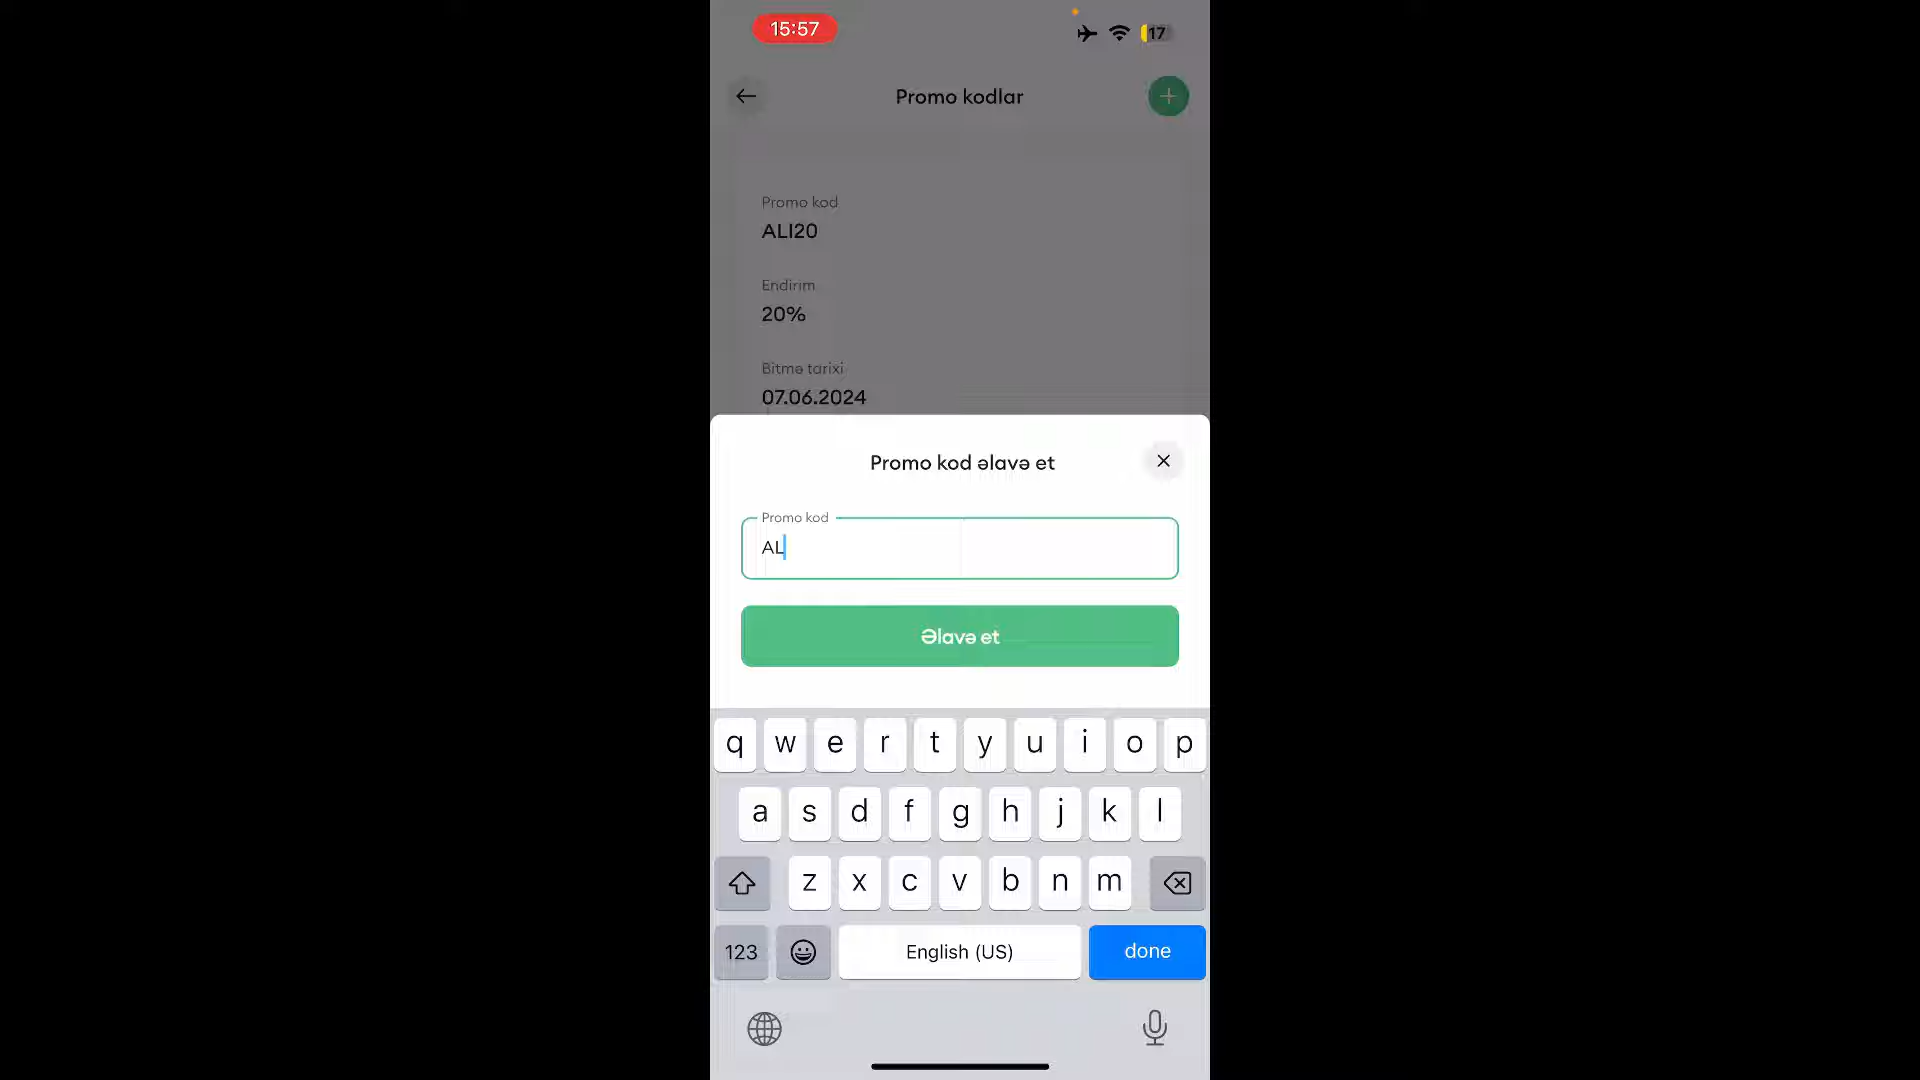 15:57
17
Promo kodlar
Promo kod
ALI20
Endirim
20%
Bitmə tarixi
07.06.2024
Promo kod əlavə et
Promo kod
AL
Əlavə et
q w e r t y u i o p
a s d f g h j k l
z x c v b n m
123 English (US) done